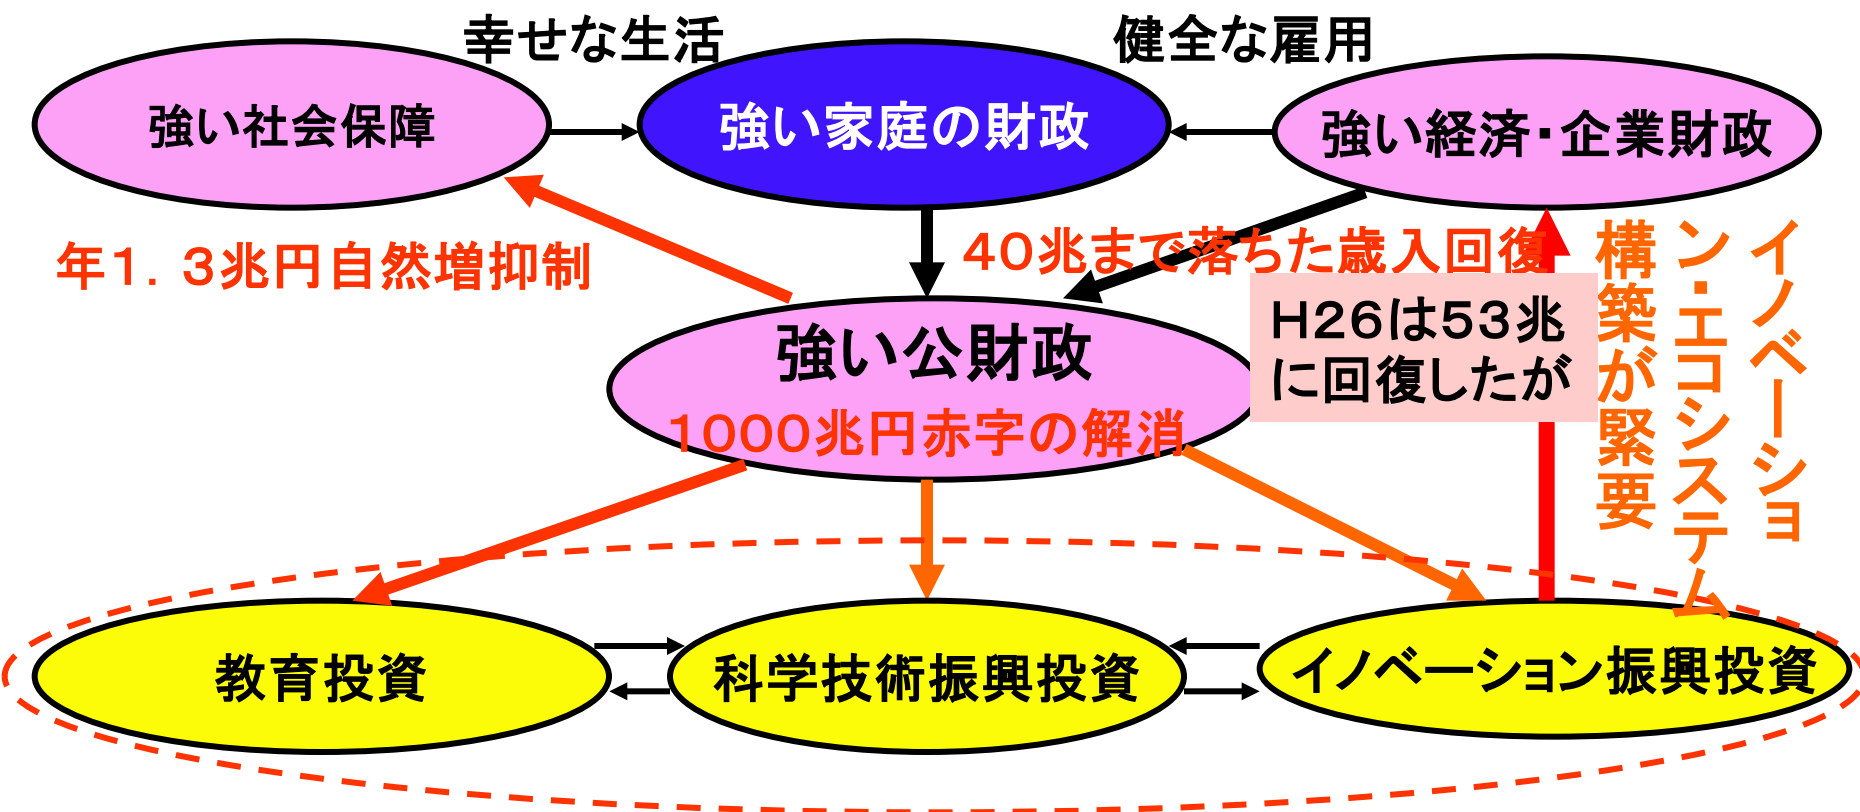 幸せな生活
健全な雇用
強い社会保障
強い家庭の財政
強い経済・企業財政
年１．３兆円自然増抑制
４０兆まで落ちた歳入回復
イノベーショ
ン・エコシステム
構築が緊要
Ｈ２６は５３兆
に回復したが
強い公財政
１０００兆円赤字の解消
教育投資
科学技術振興投資
イノベーション振興投資